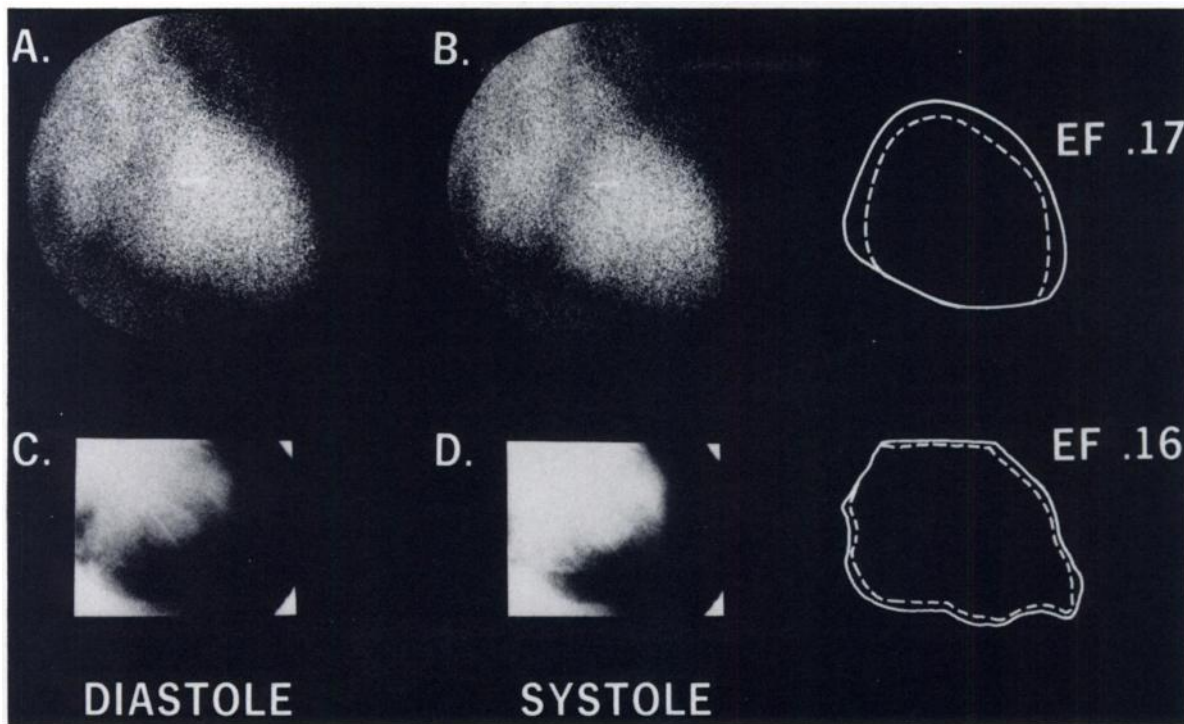 A.
B.
EF .17
C.
D.
EF .16
DIASTOLE
SYSTOLE